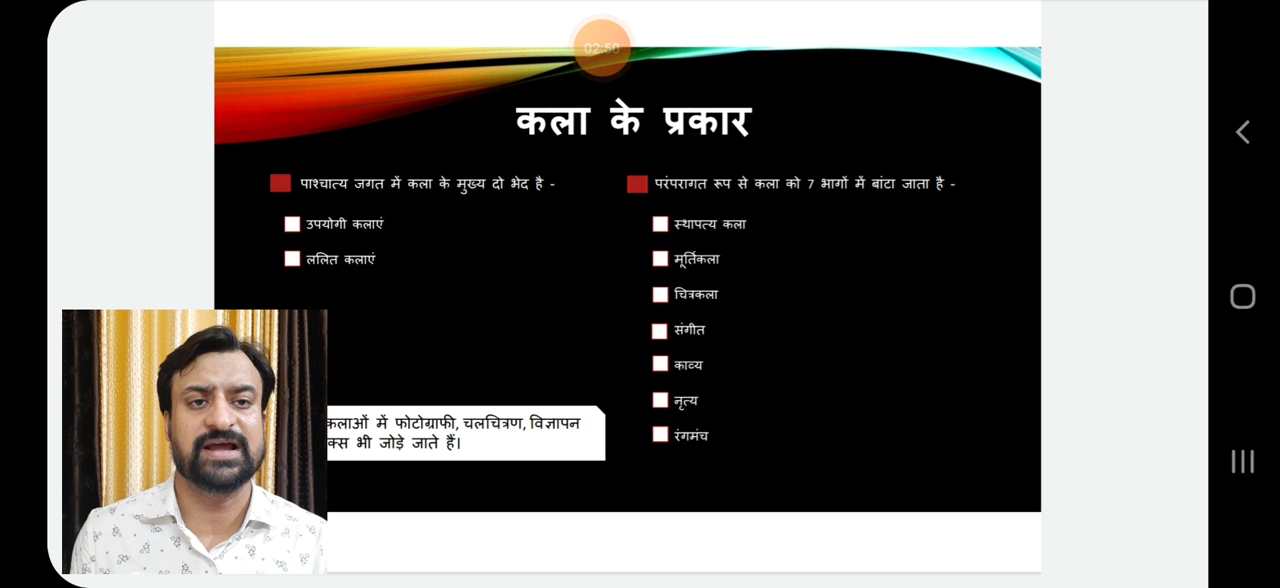 02:50
कला के प्रकार
पाश्चात्य जगत में कला के मुख्य दो भेद है -
उपयोगी कलाएं
ललित कलाएं
परंपरागत रूप से कला को 7 भागों में बांटा जाता है -
स्थापत्य कला
मूर्तिकला
चित्रकला
संगीत
काव्य
नृत्य
रंगमंच
कलाओं में फोटोग्राफी, चलचित्रण, विज्ञापन
भी जोड़े जाते हैं।